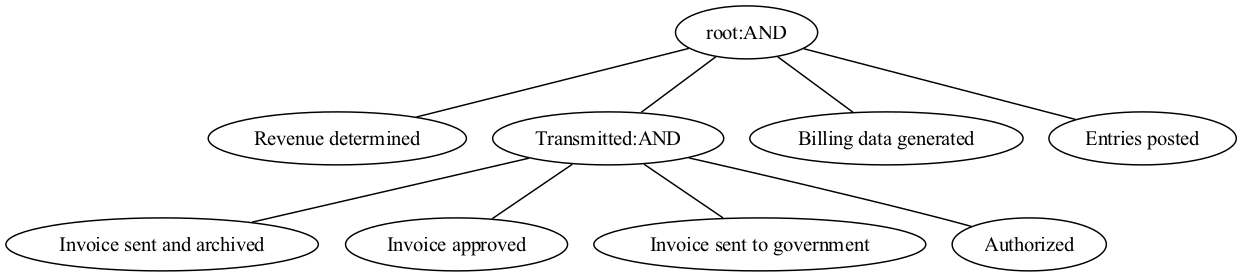 root:AND
Revenue determined
Transmitted:AND
Billing data generated
Entries posted
Invoice sent and archived
Invoice approved
Invoice sent to government
Authorized